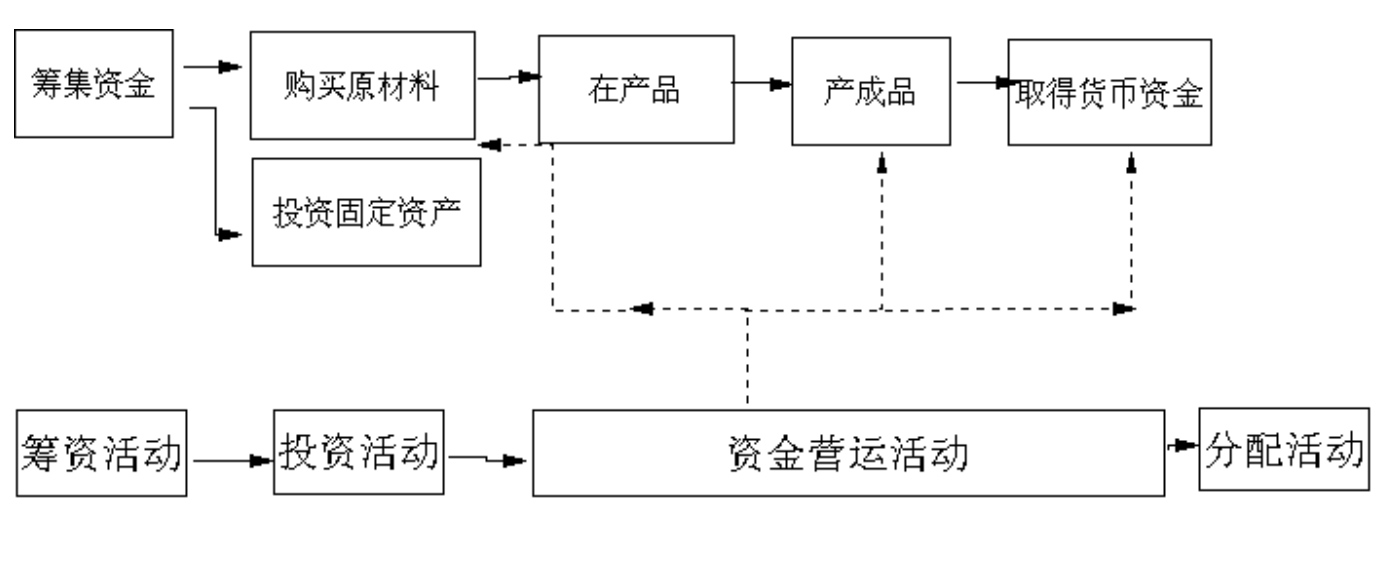 筹集资金
购买原材料
在产品
产成品
取得货币资金
投资固定资产
筹资活动
投资活动
资金营运活动
分配活动